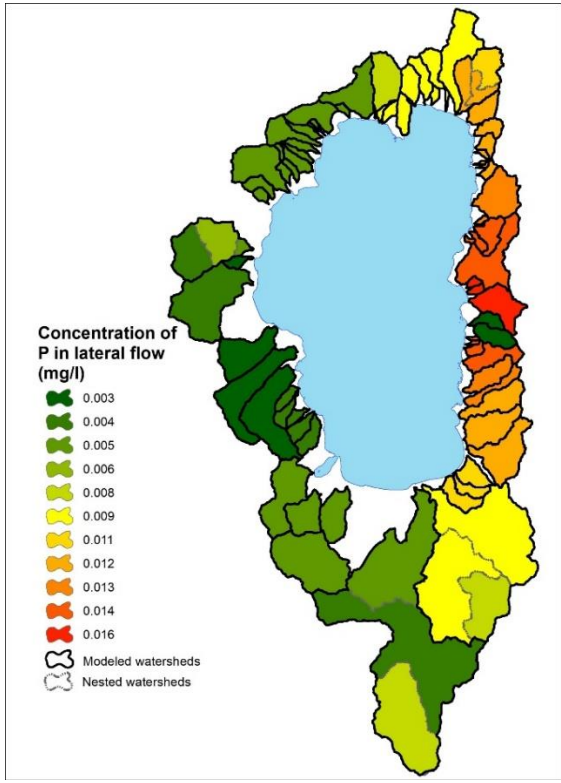 Concentration of
P in lateral flow
(mg/l)
0.003
0.004
0.005
0.006
0.008
0.009
0.011
0.012
0.013
0.014
0.016
Modeled watersheds
Nested watersheds